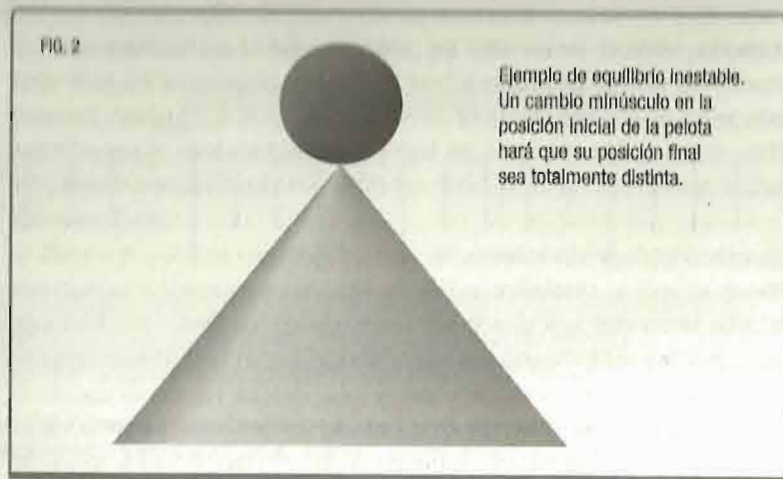 FIG. 2
Ejemplo de equilibrio inestable.
Un cambio minúsculo en la
posición inicial de la pelota
hará que su posición final
sea totalmente distinta.